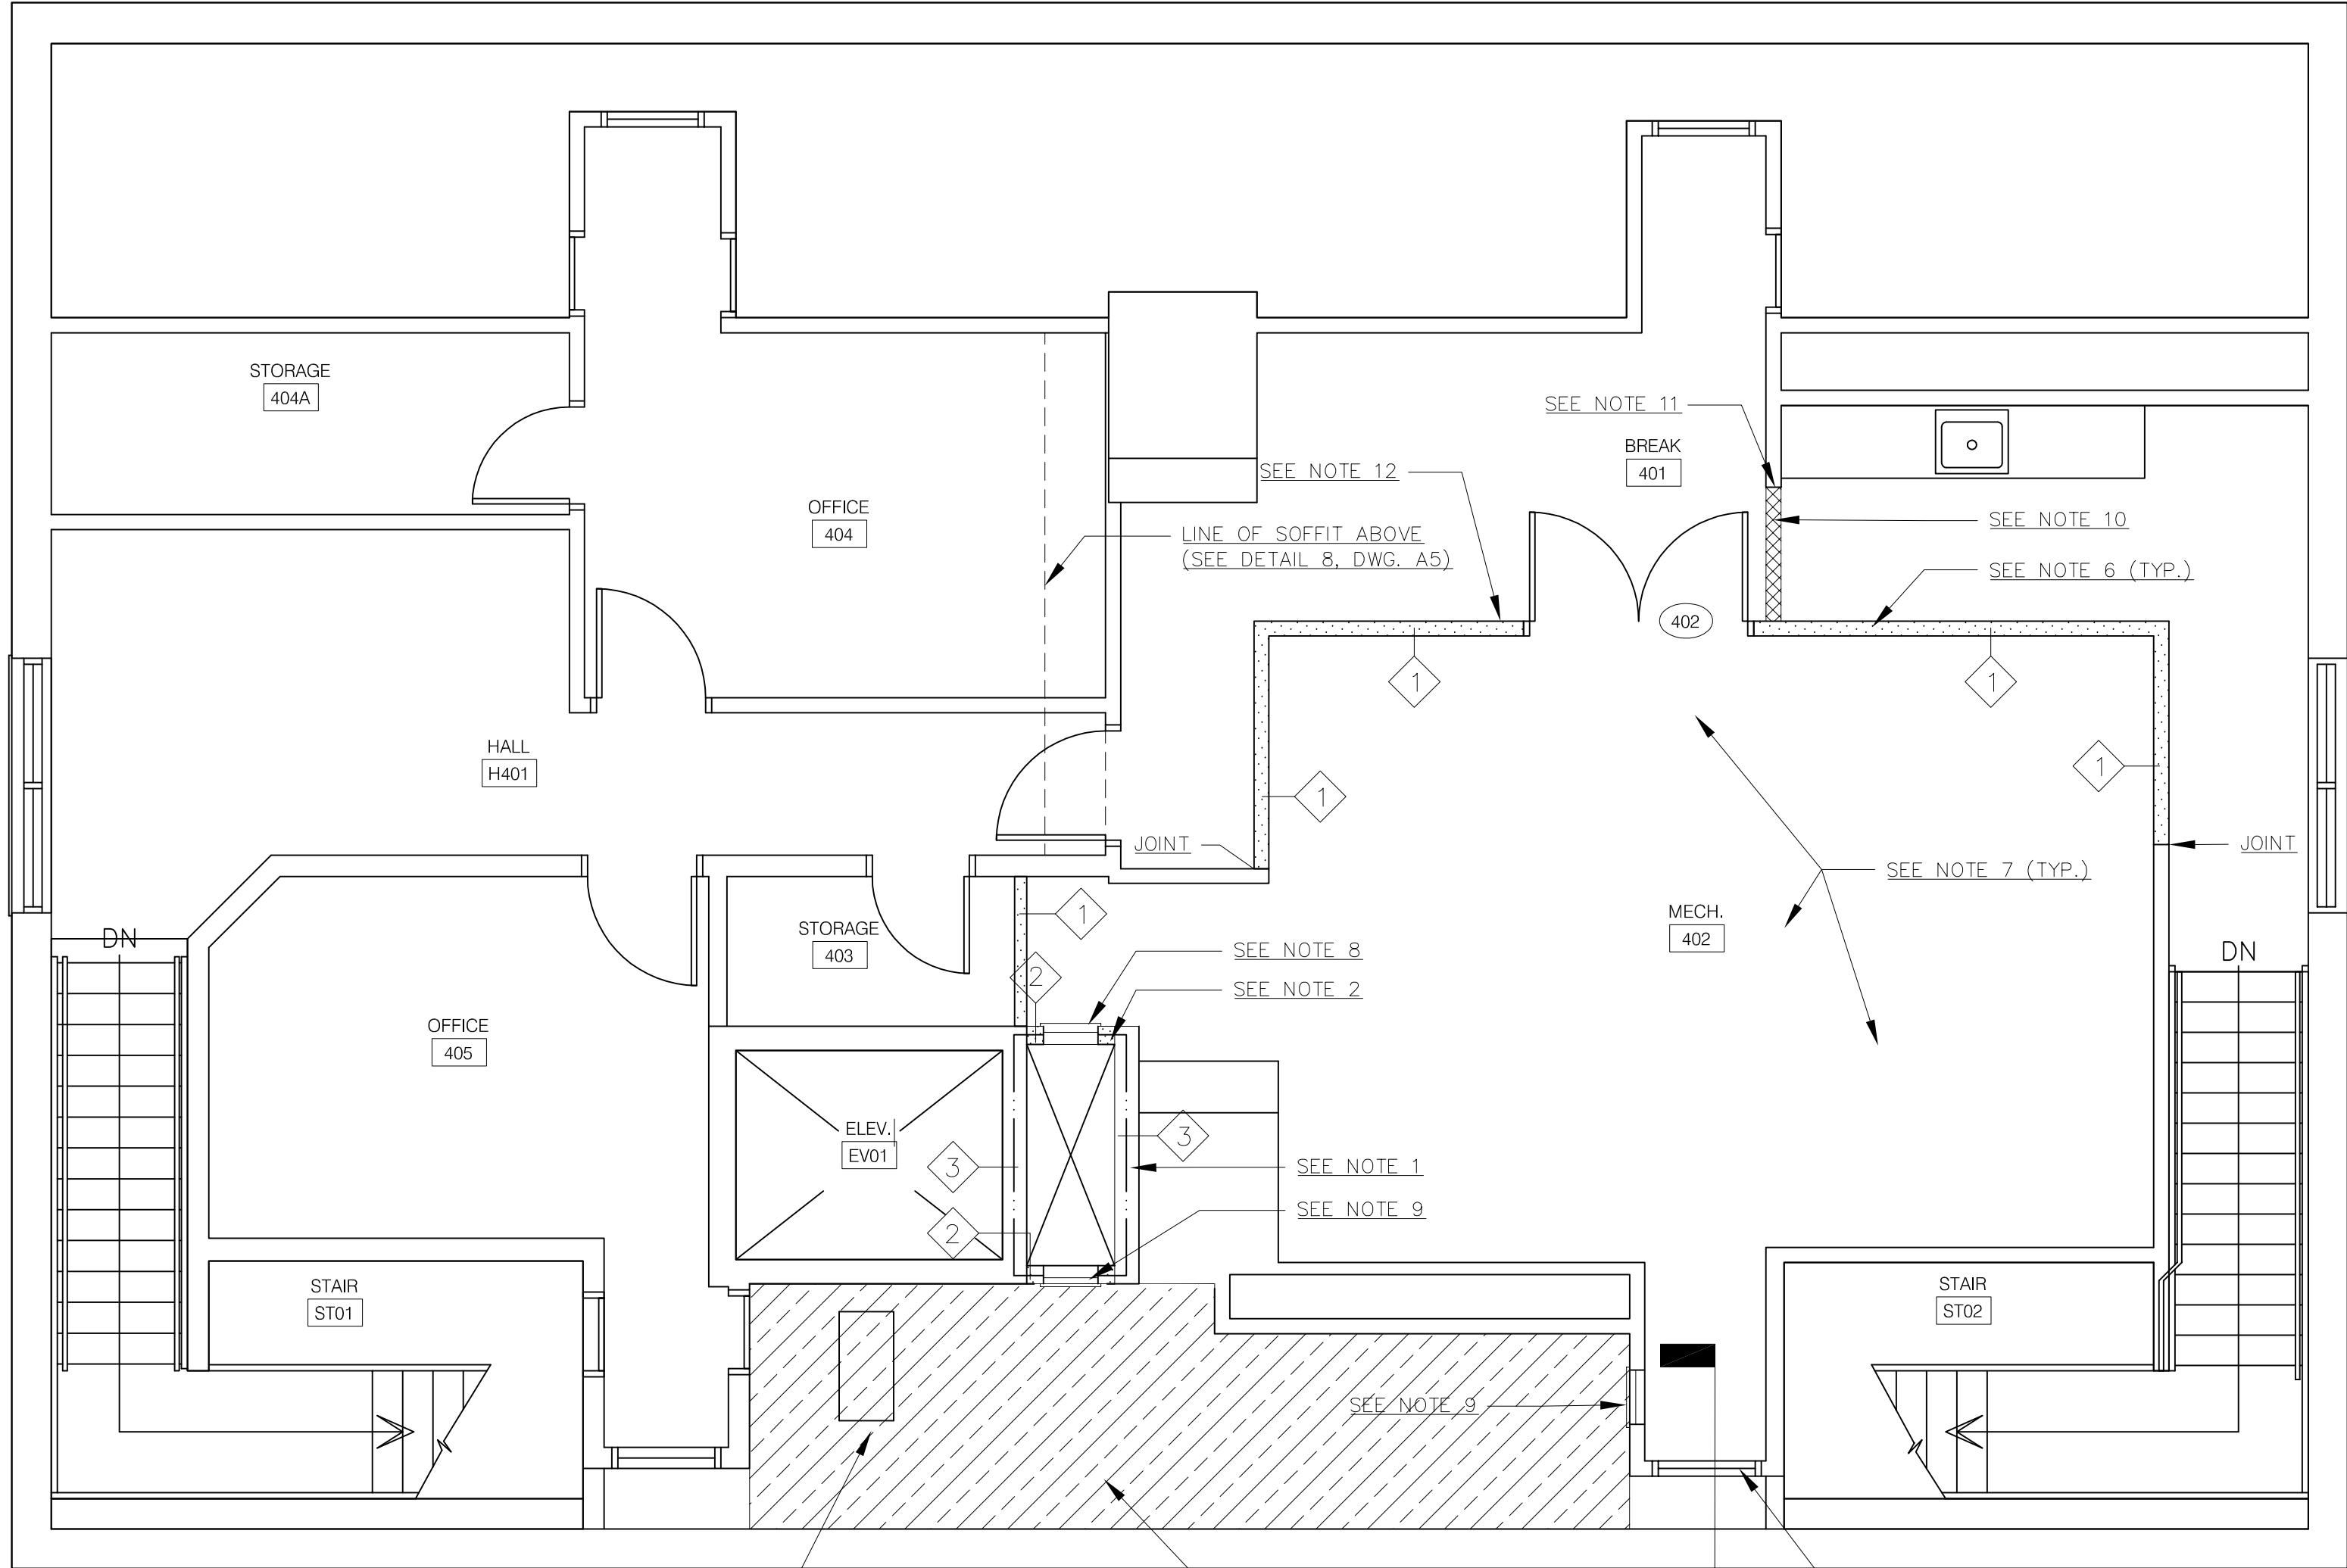 STORAGE
404A
SEE NOTE 11
BREAK
401
SEE NOTE 12
OFFICE
404
LINE OF SOFFIT ABOVE
(SEE DETAIL 8, DWG. A5)
SEE NOTE 10
SEE NOTE 6 (TYP.)
402
1
1
HALL
H401
1
1
JOINT
JOINT
SEE NOTE 7 (TYP.)
1
MECH.
402
STORAGE
403
DN
DN
SEE NOTE 8
2
SEE NOTE 2
OFFICE
405
ELEV.
EV01
3
3
SEE NOTE 1
SEE NOTE 9
2
STAIR
ST01
STAIR
ST02
SEE NOTE 9